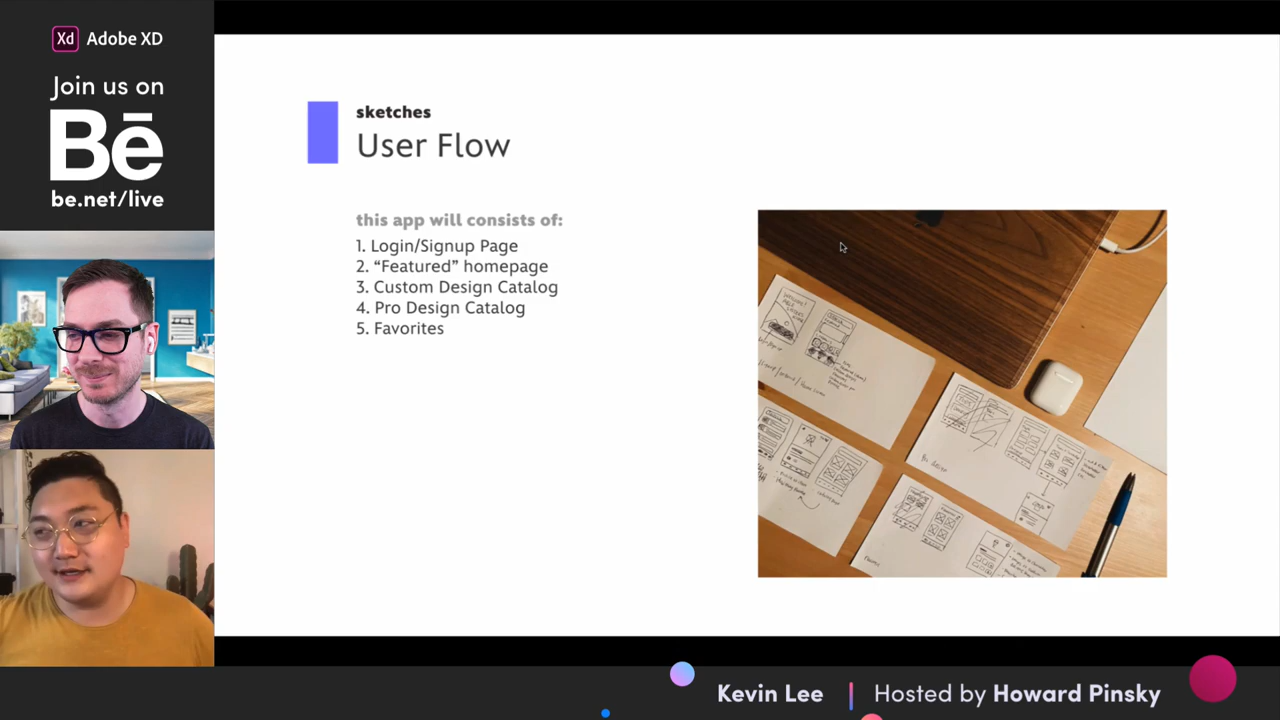 Xd Adobe XD
Join us on
Bē
be.net/live
sketches
User Flow
this app will consists of:
1. Login/Signup Page
2. “Featured” homepage
3. Custom Design Catalog
4. Pro Design Catalog
5. Favorites
Kevin Lee | Hosted by Howard Pinsky